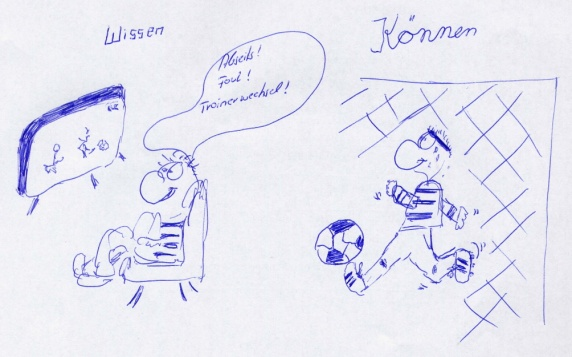 Wissen
Können
Abseits!
Foul!
Trainerwechsel!